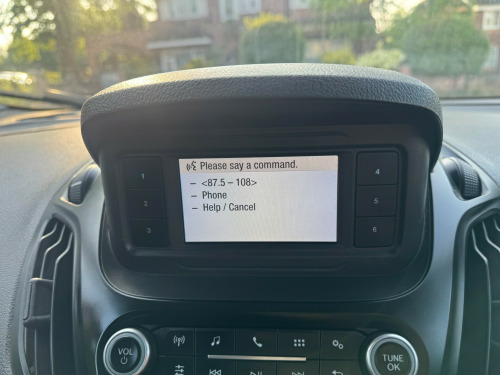 Please say a command.
– <87.5 – 108>
– Phone
– Help / Cancel
1
2
3
4
5
6
VOL
TUNE
OK